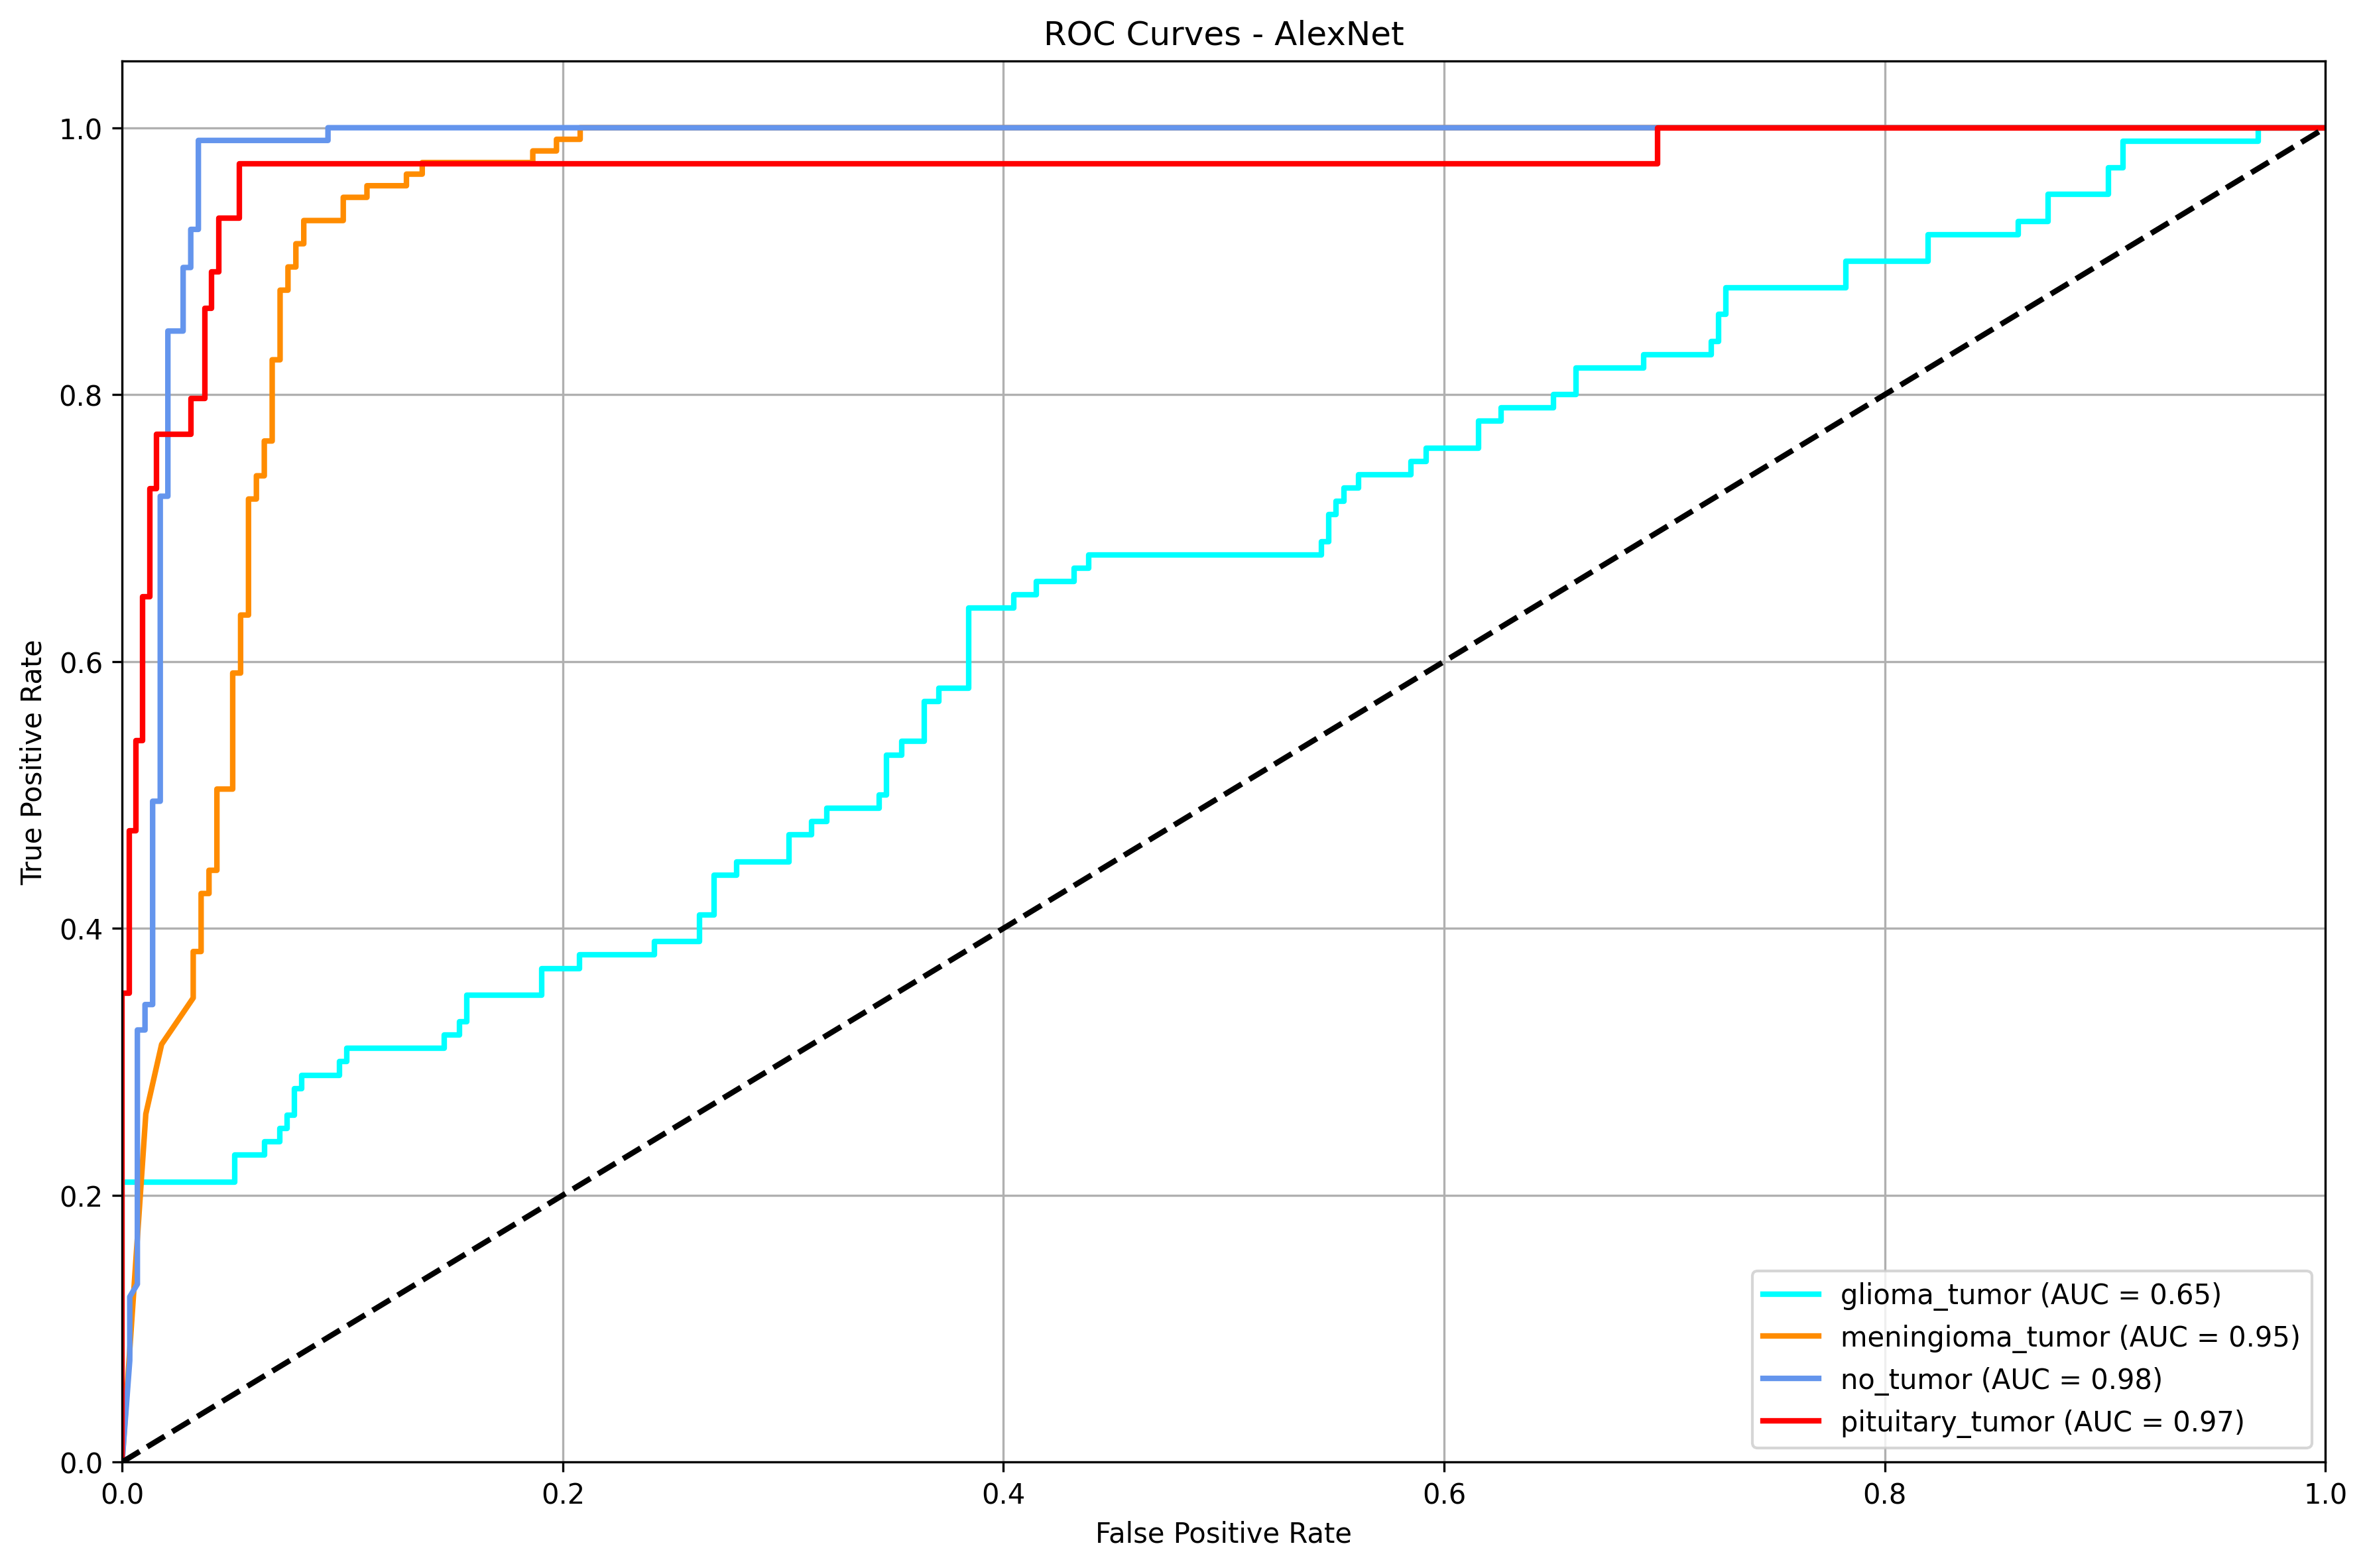 ROC Curves - AlexNet
True Positive Rate
1.0
0.8
0.6
0.4
0.2
0.0
0.0 0.2 0.4 0.6 0.8 1.0
False Positive Rate
glioma_tumor (AUC = 0.65)
meningioma_tumor (AUC = 0.95)
no_tumor (AUC = 0.98)
pituitary_tumor (AUC = 0.97)